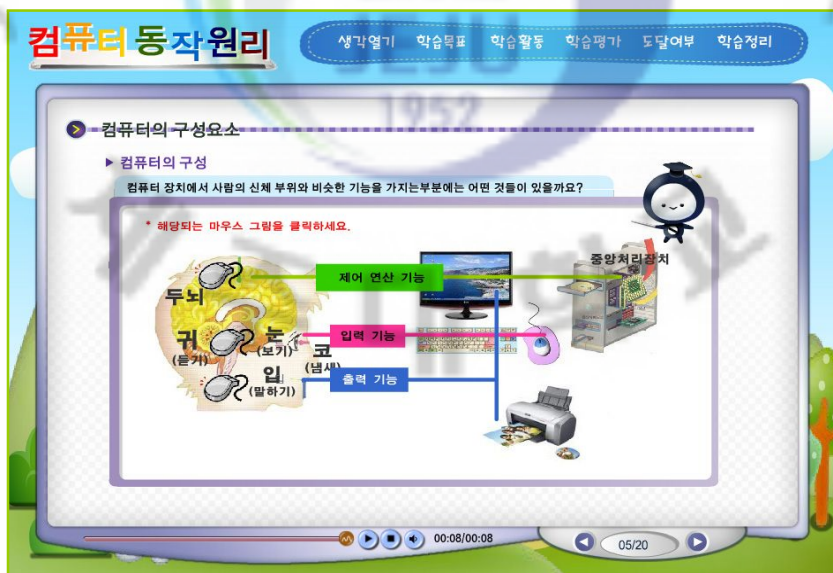 컴퓨터 동작원리
생각열기 학습목표 학습활동 학습평가 도달여부 학습정리
1952
컴퓨터의 구성요소
▶ 컴퓨터의 구성
컴퓨터 장치에서 사람의 신체 부위와 비슷한 기능을 가지는부분에는 어떤 것들이 있을까요?
* 해당되는 마우스 그림을 클릭하세요.
중앙처리장치
제어 연산 기능
두뇌
귀
(듣기)
눈
(보기)
입력 기능
코
(냄새)
입
(말하기)
출력 기능
00:08/00:08
05/20